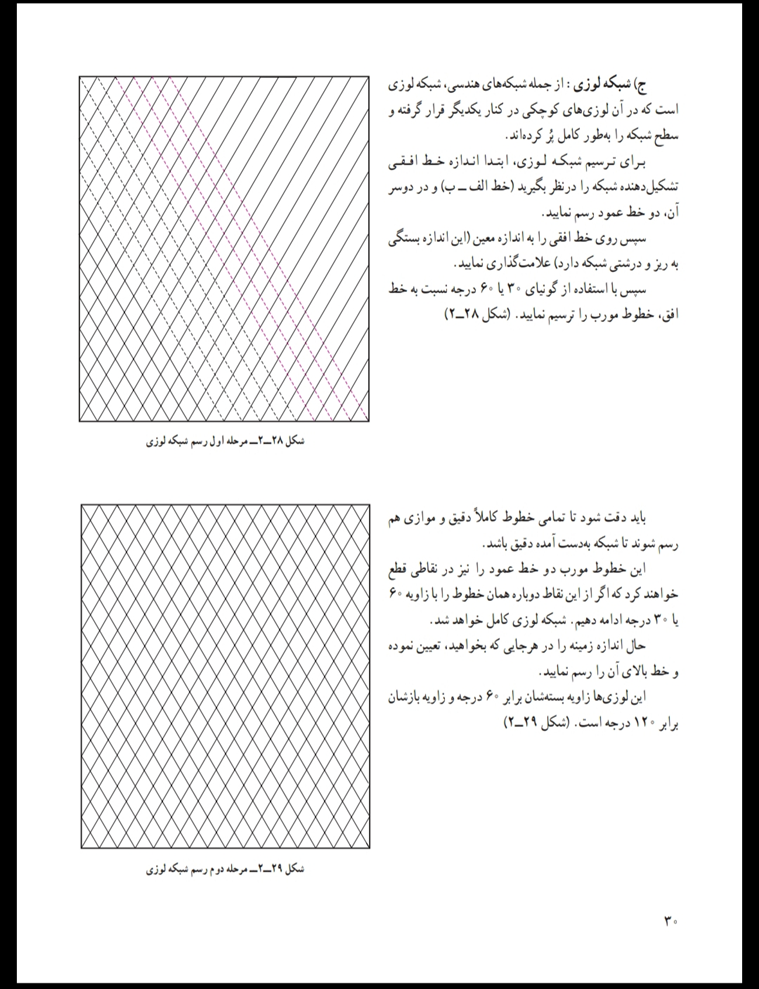 ج) شبکه لوزی : از جمله شبکه‌های هندسی، شبکه لوزی
است که در آن لوزی‌های کوچکی در کنار یکدیگر قرار گرفته و
سطح شبکه را به‌طور کامل پُر کرده‌اند.
برای ترسیم شبکه لوزی، ابتدا اندازه خط افقی
تشکیل‌دهنده شبکه را درنظر بگیرید (خط الف ــ ب) و در دوسر
آن، دو خط عمود رسم نمایید.
سپس روی خط افقی را به اندازه معین (این اندازه بستگی
به ریز و درشتی شبکه دارد) علامت‌گذاری نمایید.
سپس با استفاده از گونیای ۳۰ یا ۶۰ درجه نسبت به خط
افق، خطوط مورب را ترسیم نمایید. (شکل ۲۸ــ۲)
شکل ۲۸ــ۲ــ مرحله اول رسم شبکه لوزی
باید دقت شود تا تمامی خطوط کاملاً دقیق و موازی هم
رسم شوند تا شبکه به‌دست آمده دقیق باشد.
این خطوط مورب دو خط عمود را نیز در نقاطی قطع
خواهند کرد که اگر از این نقاط دوباره همان خطوط را با زاویه ۶۰
یا ۳۰ درجه ادامه دهیم. شبکه لوزی کامل خواهد شد.
حال اندازه زمینه را در هرجایی که بخواهید، تعیین نموده
و خط بالای آن را رسم نمایید.
این لوزی‌ها زاویه بسته‌شان برابر ۶۰ درجه و زاویه بازشان
برابر ۱۲۰ درجه است. (شکل ۲۹ــ۲)
شکل ۲۹ــ۲ــ مرحله دوم رسم شبکه لوزی
۳۰